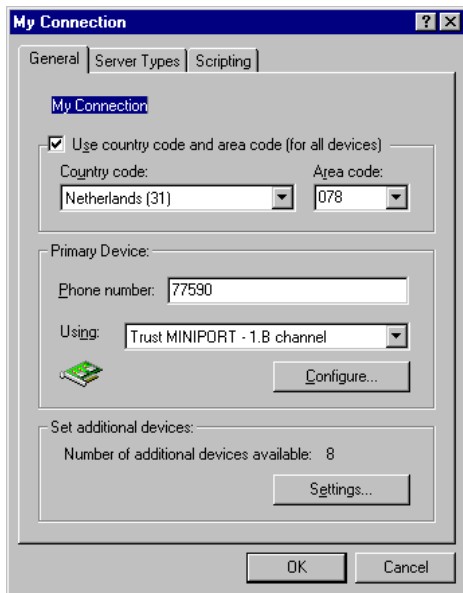 My Connection
General Server Types Scripting
My Connection
Use country code and area code (for all devices)
Country code: Area code:
Netherlands (31) 078
Primary Device:
Phone number: 77590
Using: Trust MINIPORT - 1.B channel
Configure...
Set additional devices:
Number of additional devices available: 8
Settings...
OK Cancel